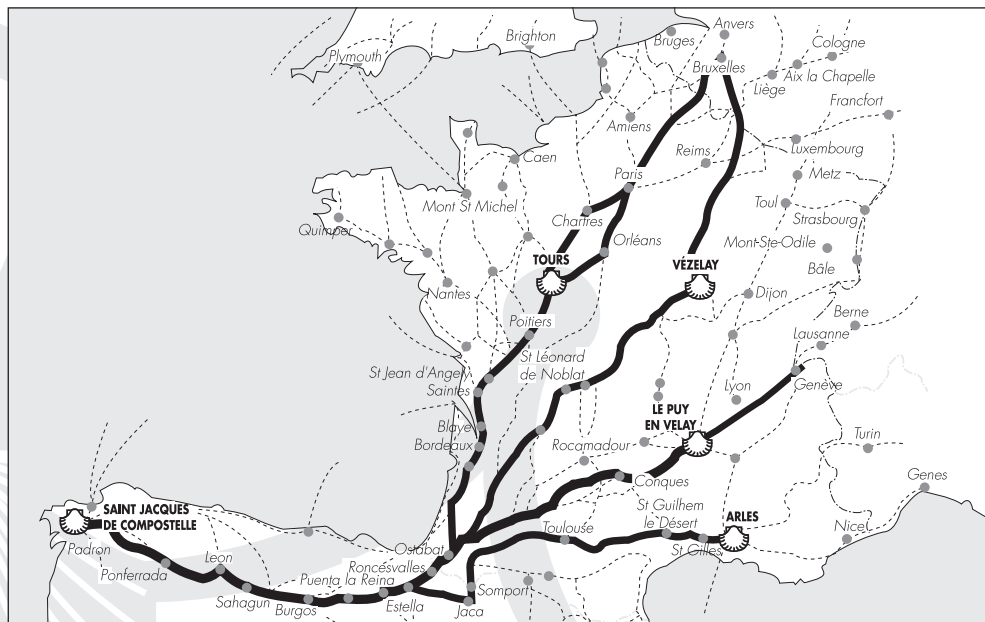 Anvers
Brighton
Bruges
Cologne
Plymouth
Bruxelles
Aix la Chapelle
Liège
Francfort
Amiens
Reims
Luxembourg
Caen
Paris
Metz
Mont St Michel
Toul
Chartres
Strasbourg
Quimper
Orléans
Mont-Ste-Odile
TOURS
VÉZELAY
Bâle
Nantes
Dijon
Poitiers
Berne
Lausanne
St Léonard
de Noblat
St Jean d'Angely
Saintes
Genève
Lyon
LE PUY
EN VELAY
Blaye
Bordeaux
Rocamadour
Turin
Conques
Genes
SAINT JACQUES
DE COMPOSTELLE
St Guilhem
le Désert
ARLES
Toulouse
Nice
Padron
Ostabat
St Gilles
Leon
Roncésvalles
Ponferrada
Puenta la Reina
Somport
Sahagun
Burgos
Estella
Jaca